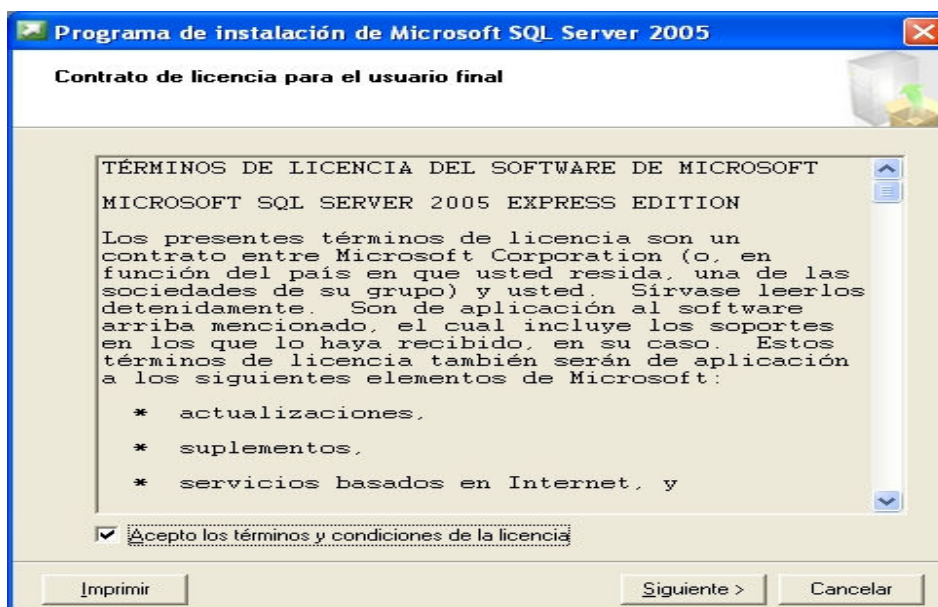 Programa de instalación de Microsoft SQL Server 2005
Contrato de licencia para el usuario final
TÉRMINOS DE LICENCIA DEL SOFTWARE DE MICROSOFT
MICROSOFT SQL SERVER 2005 EXPRESS EDITION
Los presentes términos de licencia son un
contrato entre Microsoft Corporation (o, en
función del país en que usted resida, una de las
sociedades de su grupo) y usted.  Sírvase leerlos
detenidamente.  Son de aplicación al software
arriba mencionado, el cual incluye los soportes
en los que lo haya recibido, en su caso.  Estos
términos de licencia también serán de aplicación
a los siguientes elementos de Microsoft:
* actualizaciones,
* suplementos,
* servicios basados en Internet, y
Acepto los términos y condiciones de la licencia
Imprimir
Siguiente >
Cancelar